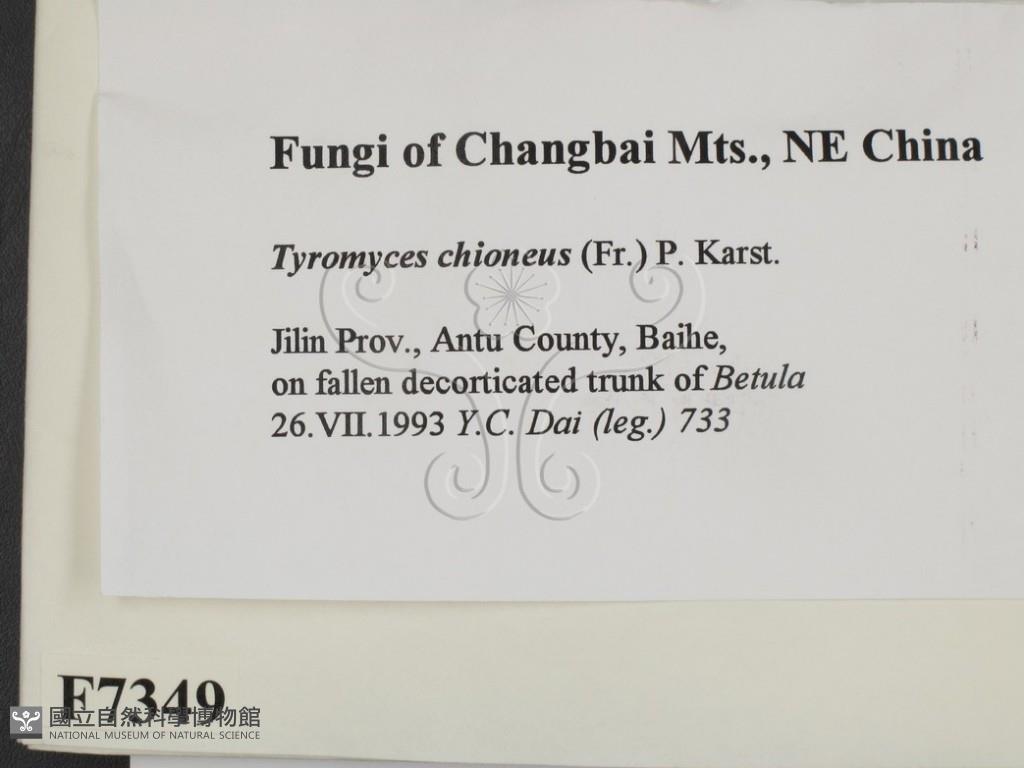 Fungi of Changbai Mts., NE China
Tyromyces chioneus (Fr.) P. Karst.
Jilin Prov., Antu County, Baihe,
on fallen decorticated trunk of Betula
26.VII.1993 Y.C. Dai (leg.) 733
F7349
國立自然科學博物館
NATIONAL MUSEUM OF NATURAL SCIENCE